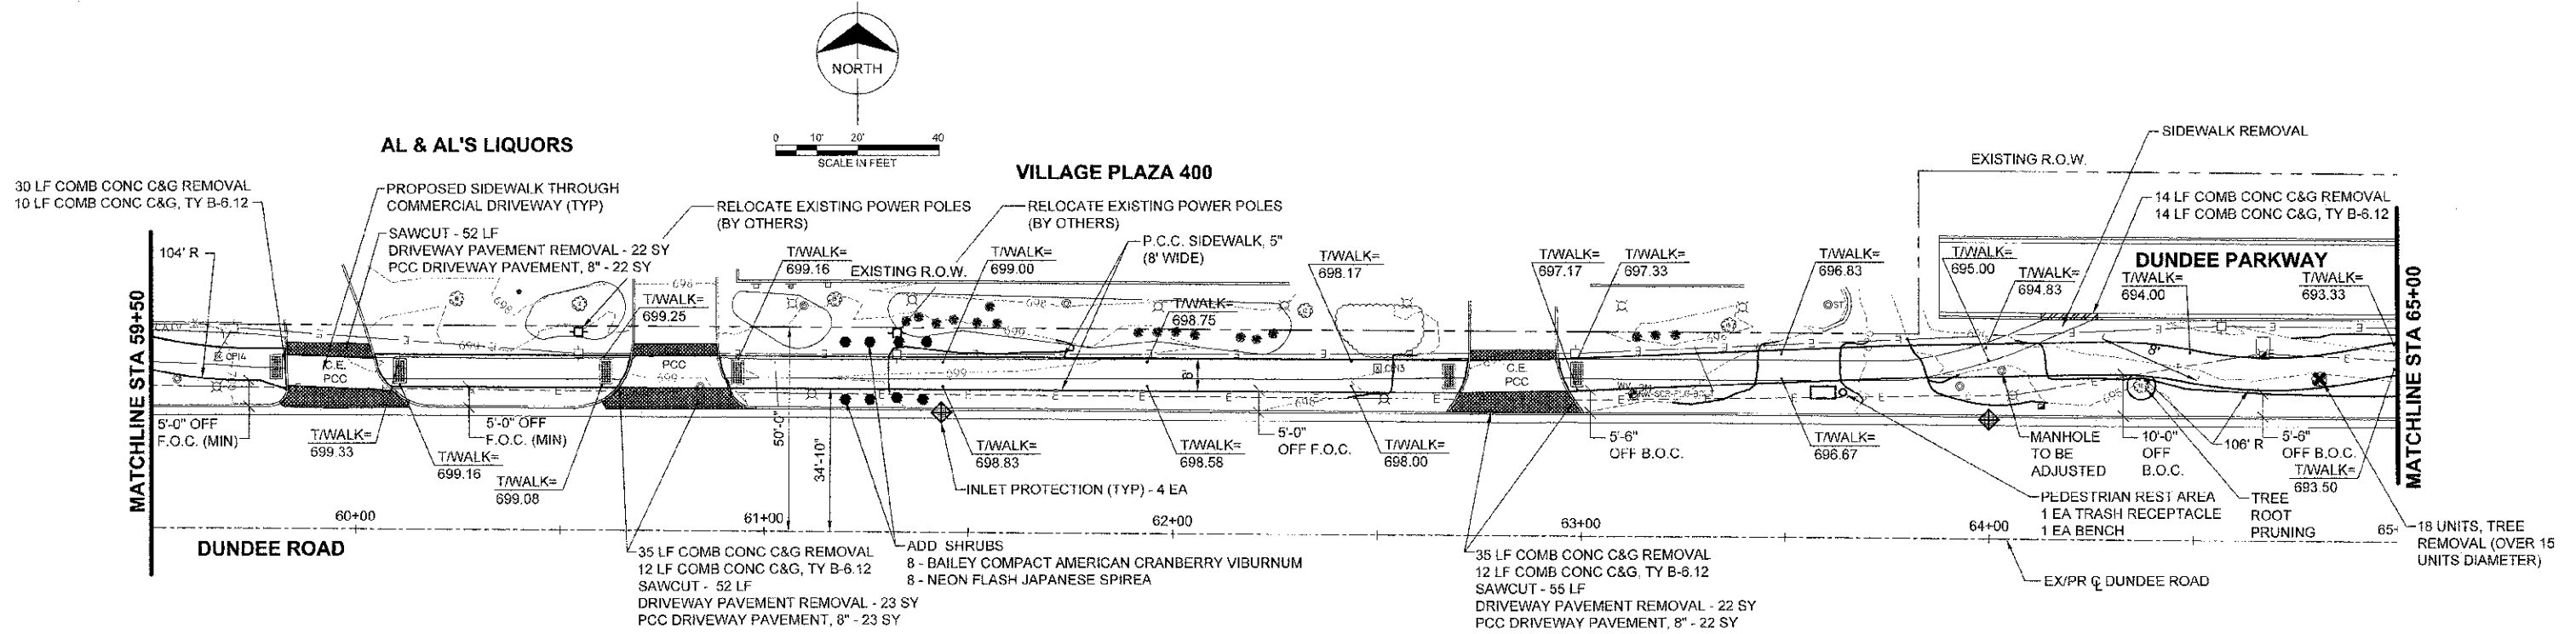 NORTH
0 10' 20' 40
SCALE IN FEET
AL & AL'S LIQUORS
VILLAGE PLAZA 400
SIDEWALK REMOVAL
EXISTING R.O.W.
30 LF COMB CONC C&G REMOVAL
10 LF COMB CONC C&G, TY B-6.12
PROPOSED SIDEWALK THROUGH
COMMERCIAL DRIVEWAY (TYP)
SAWCUT - 52 LF
DRIVEWAY PAVEMENT REMOVAL - 22 SY
PCC DRIVEWAY PAVEMENT, 8" - 22 SY
RELOCATE EXISTING POWER POLES
(BY OTHERS)
RELOCATE EXISTING POWER POLES
(BY OTHERS)
P.C.C. SIDEWALK, 5"
(8' WIDE)
14 LF COMB CONC C&G REMOVAL
14 LF COMB CONC C&G, TY B-6.12
104' R
T/WALK=
699.16
EXISTING R.O.W.
T/WALK=
699.00
T/WALK=
698.17
T/WALK=
697.17
T/WALK=
697.33
T/WALK=
696.83
T/WALK=
695.00
DUNDEE PARKWAY
T/WALK=
694.83
T/WALK=
694.00
T/WALK=
693.33
MATCHLINE STA 59+50
MATCHLINE STA 65+00
T/WALK=
699.25
T/WALK=
698.75
698
698
698
699
699
699
CP14
C.E.
PCC
PCC
C.E.
PCC
8'
8'
5'-0" OFF
F.O.C. (MIN)
T/WALK=
699.33
5'-0" OFF
F.O.C. (MIN)
T/WALK=
699.16
T/WALK=
699.08
50'-0"
34'-10"
T/WALK=
698.83
T/WALK=
698.58
5'-0"
OFF F.O.C.
T/WALK=
698.00
5'-6"
OFF B.O.C.
T/WALK=
696.67
MANHOLE
TO BE
ADJUSTED
10'-0"
OFF
B.O.C.
106' R
5'-6"
OFF B.O.C.
T/WALK=
693.50
INLET PROTECTION (TYP) - 4 EA
PEDESTRIAN REST AREA
1 EA TRASH RECEPTACLE
1 EA BENCH
TREE
ROOT
PRUNING
18 UNITS, TREE
REMOVAL (OVER 15
UNITS DIAMETER)
60+00
61+00
62+00
63+00
64+00
65+
DUNDEE ROAD
35 LF COMB CONC C&G REMOVAL
12 LF COMB CONC C&G, TY B-6.12
SAWCUT - 52 LF
DRIVEWAY PAVEMENT REMOVAL - 23 SY
PCC DRIVEWAY PAVEMENT, 8" - 23 SY
ADD SHRUBS
8 - BAILEY COMPACT AMERICAN CRANBERRY VIBURNUM
8 - NEON FLASH JAPANESE SPIREA
35 LF COMB CONC C&G REMOVAL
12 LF COMB CONC C&G, TY B-6.12
SAWCUT - 55 LF
DRIVEWAY PAVEMENT REMOVAL - 22 SY
PCC DRIVEWAY PAVEMENT, 8" - 22 SY
EX/PR ℄ DUNDEE ROAD